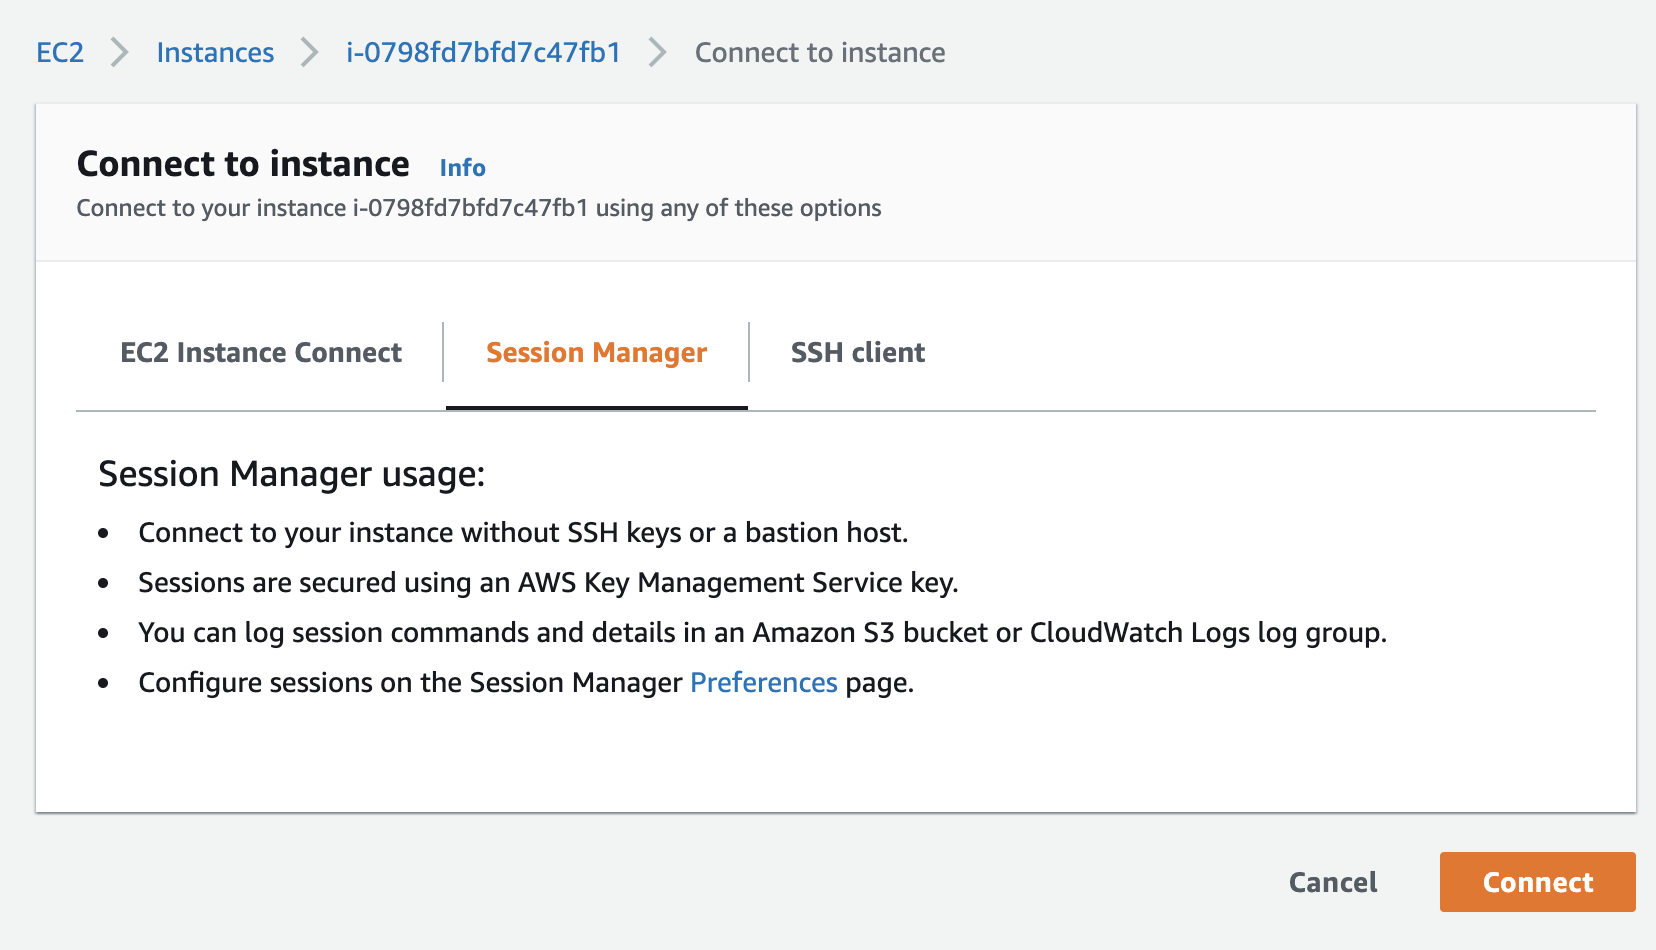 EC2 Instances i-0798fd7bfd7c47fb1 Connect to instance
Connect to instance Info
Connect to your instance i-0798fd7bfd7c47fb1 using any of these options
EC2 Instance Connect Session Manager SSH client
Session Manager usage:
• Connect to your instance without SSH keys or a bastion host.
• Sessions are secured using an AWS Key Management Service key.
• You can log session commands and details in an Amazon S3 bucket or CloudWatch Logs log group.
• Configure sessions on the Session Manager Preferences page.
Cancel Connect